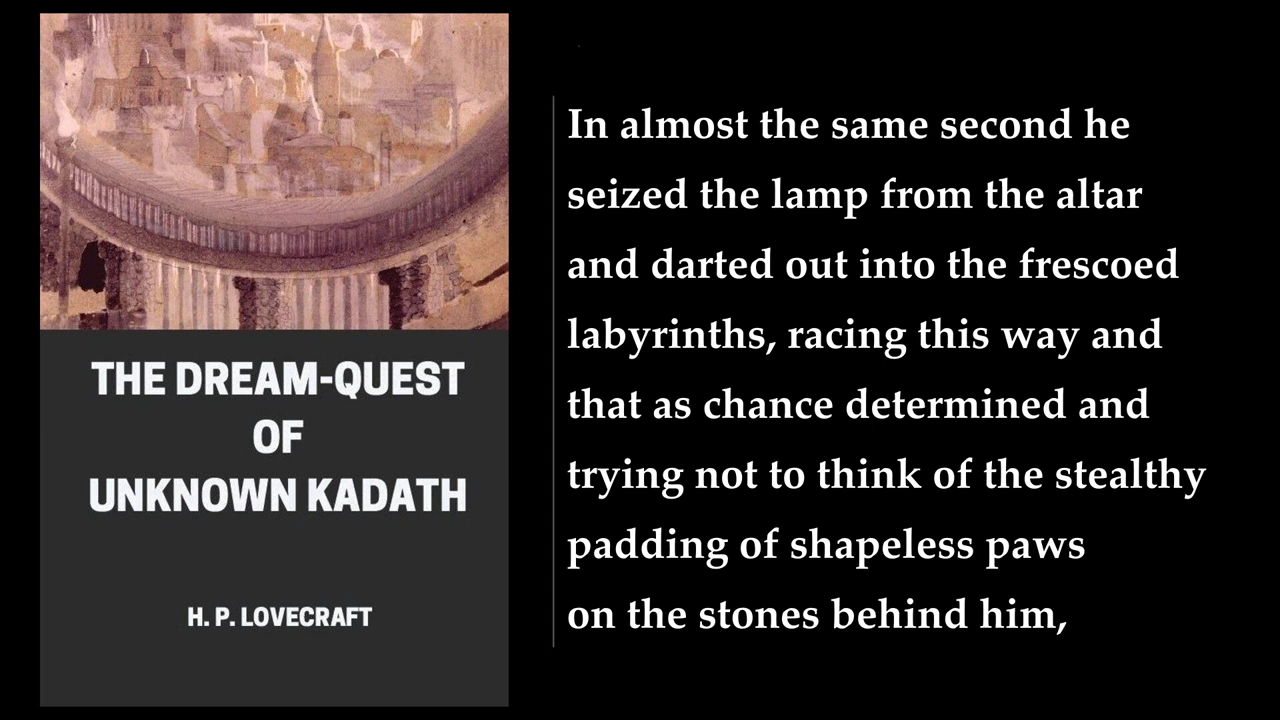 THE DREAM-QUEST
OF
UNKNOWN KADATH
H. P. LOVECRAFT
In almost the same second he
seized the lamp from the altar
and darted out into the frescoed
labyrinths, racing this way and
that as chance determined and
trying not to think of the stealthy
padding of shapeless paws
on the stones behind him,